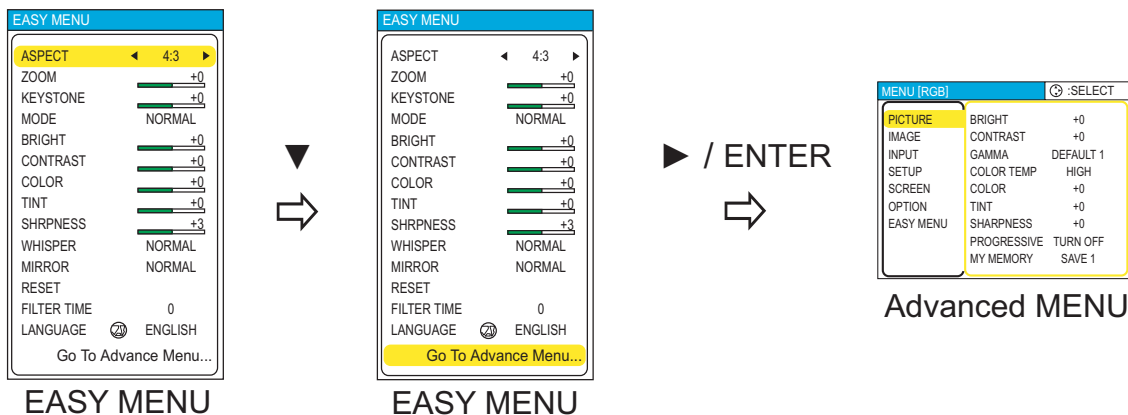 EASY MENU
ASPECT ◀ 4:3 ▶
ZOOM +0
KEYSTONE +0
MODE NORMAL
BRIGHT +0
CONTRAST +0
COLOR +0
TINT +0
SHRPNESS +3
WHISPER NORMAL
MIRROR NORMAL
RESET
FILTER TIME 0
LANGUAGE ENGLISH
Go To Advance Menu...
EASY MENU
▼
EASY MENU
ASPECT ◀ 4:3 ▶
ZOOM +0
KEYSTONE +0
MODE NORMAL
BRIGHT +0
CONTRAST +0
COLOR +0
TINT +0
SHRPNESS +3
WHISPER NORMAL
MIRROR NORMAL
RESET
FILTER TIME 0
LANGUAGE ENGLISH
Go To Advance Menu...
EASY MENU
► / ENTER
MENU [RGB] :SELECT
PICTURE BRIGHT +0
IMAGE CONTRAST +0
INPUT GAMMA DEFAULT 1
SETUP COLOR TEMP HIGH
SCREEN COLOR +0
OPTION TINT +0
EASY MENU SHARPNESS +0
PROGRESSIVE TURN OFF
MY MEMORY SAVE 1
Advanced MENU